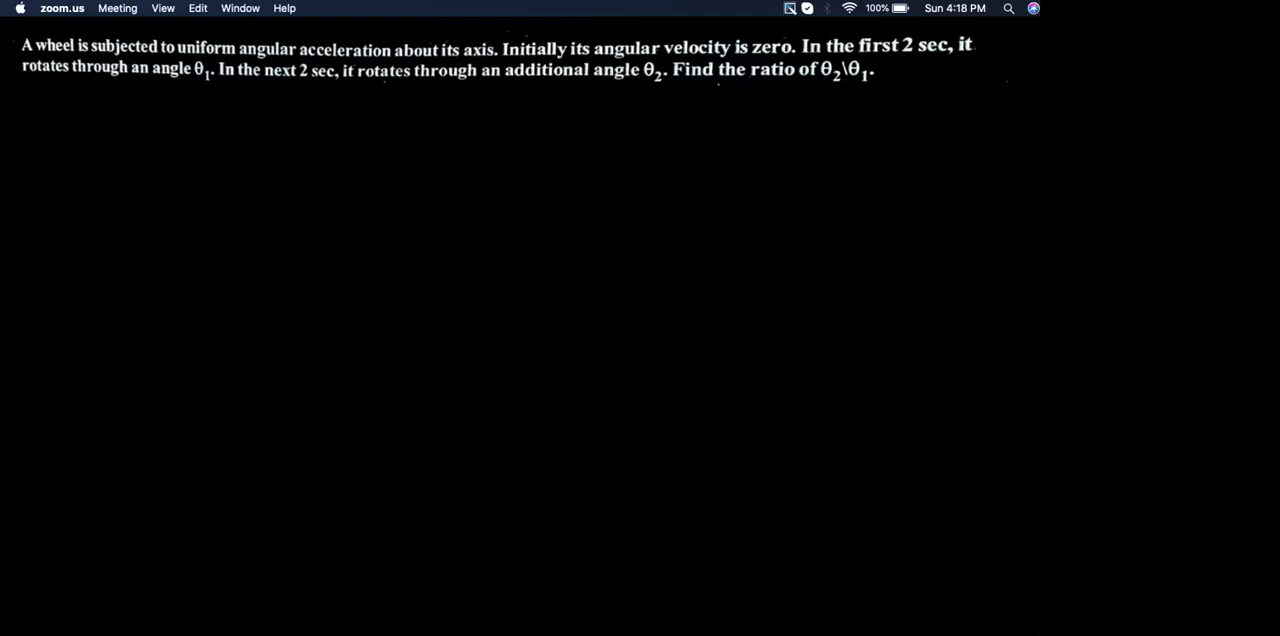 zoom.us Meeting View Edit Window Help 100% Sun 4:18 PM
A wheel is subjected to uniform angular acceleration about its axis. Initially its angular velocity is zero. In the first 2 sec, it
rotates through an angle θ₁. In the next 2 sec, it rotates through an additional angle θ₂. Find the ratio of θ₂\θ₁.